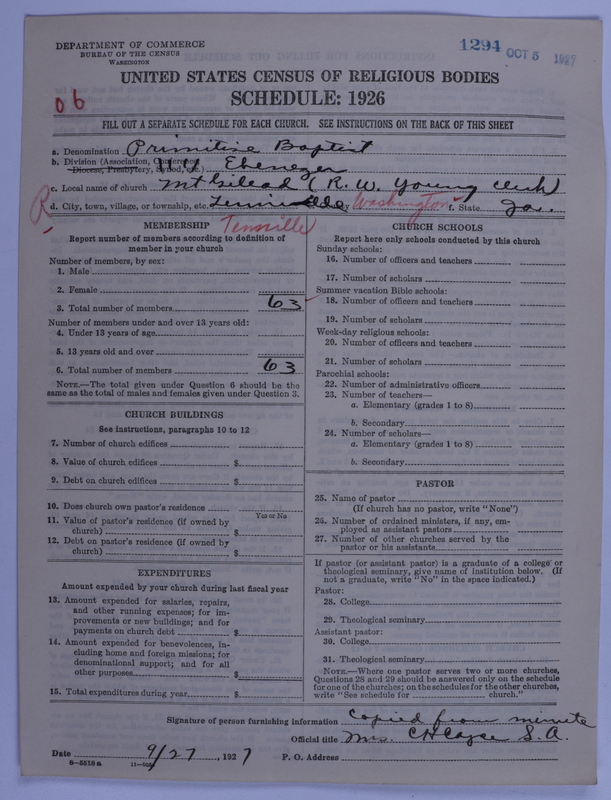 DEPARTMENT OF COMMERCE
BUREAU OF THE CENSUS
WASHINGTON
1294 OCT 5 1927
UNITED STATES CENSUS OF RELIGIOUS BODIES
SCHEDULE: 1926
06
FILL OUT A SEPARATE SCHEDULE FOR EACH CHURCH. SEE INSTRUCTIONS ON THE BACK OF THIS SHEET
a. Denomination Primitive Baptist
b. Division (Association, Conference, Diocese, Presbytery, Synod, etc.) Ebenezer
c. Local name of church Mt Gilead (R. W. Young clerk)
R d. City, town, village, or township, etc. Washington f. State Ga.
Tennille
MEMBERSHIP
Report number of members according to definition of member in your church
Number of members, by sex:
1. Male
2. Female
3. Total number of members 63
Number of members under and over 13 years old:
4. Under 13 years of age
5. 13 years old and over
6. Total number of members 63
NOTE.—The total given under Question 6 should be the same as the total of males and females given under Question 3.
CHURCH BUILDINGS
See instructions, paragraphs 10 to 12
7. Number of church edifices
8. Value of church edifices $
9. Debt on church edifices $
10. Does church own pastor's residence
Yes or No
11. Value of pastor's residence (if owned by church) $
12. Debt on pastor's residence (if owned by church) $
EXPENDITURES
Amount expended by your church during last fiscal year
13. Amount expended for salaries, repairs, and other running expenses; for improvements or new buildings; and for payments on church debt $
14. Amount expended for benevolences, including home and foreign missions; for denominational support; and for all other purposes $
15. Total expenditures during year $
CHURCH SCHOOLS
Report here only schools conducted by this church
Sunday schools:
16. Number of officers and teachers
17. Number of scholars
Summer vacation Bible schools:
18. Number of officers and teachers
19. Number of scholars
Week-day religious schools:
20. Number of officers and teachers
21. Number of scholars
Parochial schools:
22. Number of administrative officers
23. Number of teachers—
a. Elementary (grades 1 to 8)
b. Secondary
24. Number of scholars—
a. Elementary (grades 1 to 8)
b. Secondary
PASTOR
25. Name of pastor
(If church has no pastor, write "None")
26. Number of ordained ministers, if any, employed as assistant pastors
27. Number of other churches served by the pastor or his assistants
If pastor (or assistant pastor) is a graduate of a college or theological seminary, give name of institution below. (If not a graduate, write "No" in the space indicated.)
Pastor:
28. College
29. Theological seminary
Assistant pastor:
30. College
31. Theological seminary
NOTE.—Where one pastor serves two or more churches, Questions 28 and 29 should be answered only on the schedule for one of the churches; on the schedules for the other churches, write "See schedule for church."
Signature of person furnishing information Copied from minute
Official title Mrs. C H Cayce S. A.
Date 9/27, 1927 P. O. Address